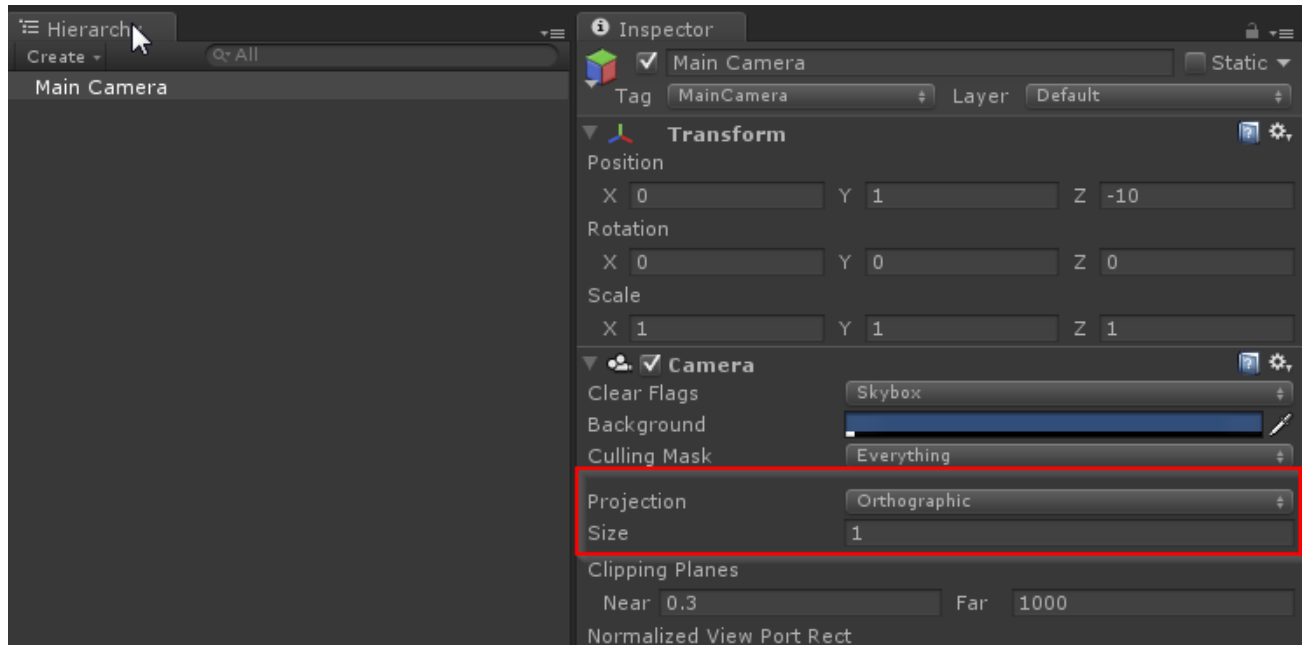 Hierarchy
Create
All
Main Camera
Inspector
Main Camera
Static
Tag MainCamera Layer Default
Transform
Position
X 0 Y 1 Z -10
Rotation
X 0 Y 0 Z 0
Scale
X 1 Y 1 Z 1
Camera
Clear Flags Skybox
Background
Culling Mask Everything
Projection Orthographic
Size 1
Clipping Planes
Near 0.3 Far 1000
Normalized View Port Rect